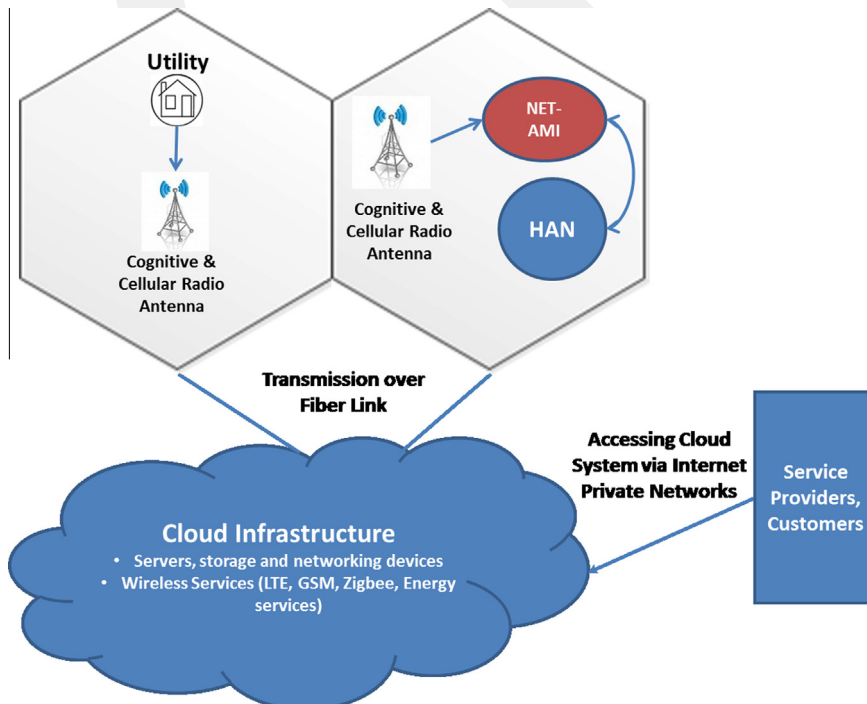 Utility
Cognitive &
Cellular Radio
Antenna
NET-
AMI
HAN
Cognitive &
Cellular Radio
Antenna
Transmission over
Fiber Link
Accessing Cloud
System via Internet
Private Networks
Service
Providers,
Customers
Cloud Infrastructure
• Servers, storage and networking devices
• Wireless Services (LTE, GSM, Zigbee, Energy
services)